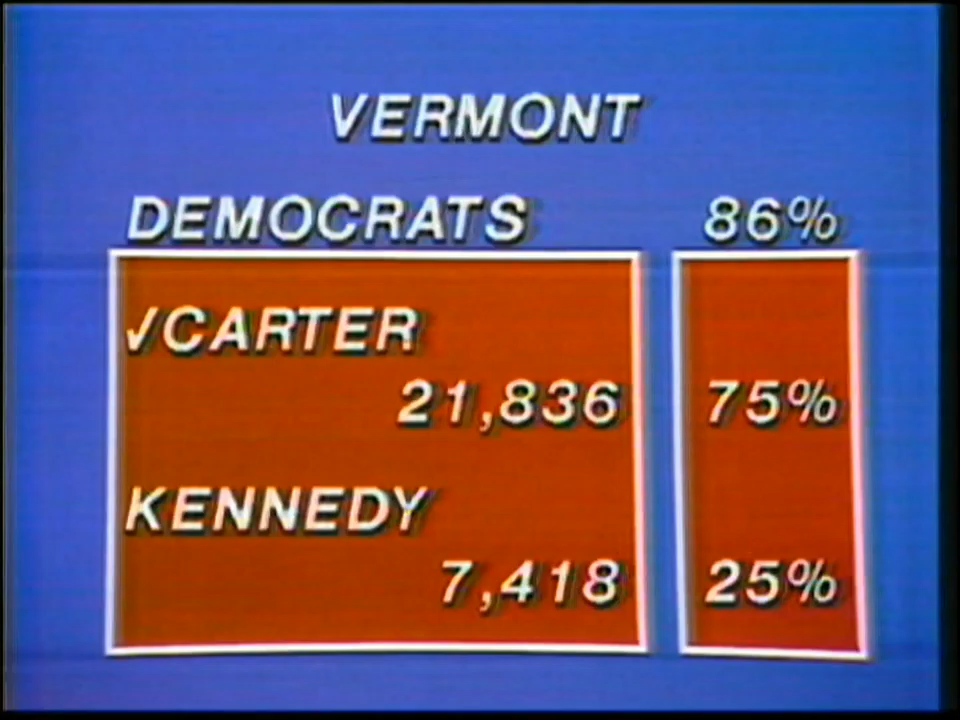 VERMONT
DEMOCRATS 86%
✓CARTER
21,836 75%
KENNEDY
7,418 25%